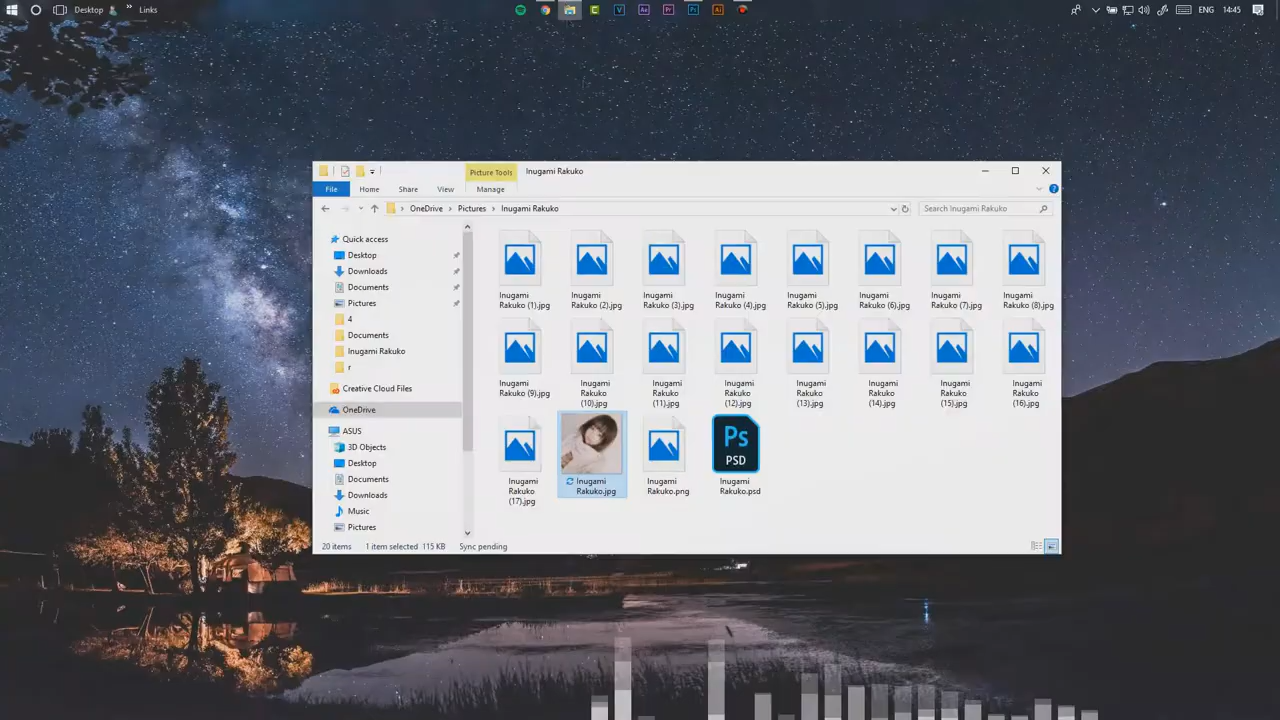 Desktop
Links
ENG
14:45
Picture Tools
Inugami Rakuko
File
Home
Share
View
Manage
OneDrive
Pictures
Inugami Rakuko
Search Inugami Rakuko
Quick access
Desktop
Downloads
Documents
Pictures
4
Documents
Inugami Rakuko
r
Creative Cloud Files
OneDrive
ASUS
3D Objects
Desktop
Documents
Downloads
Music
Pictures
Inugami
Rakuko (1).jpg
Inugami
Rakuko (2).jpg
Inugami
Rakuko (3).jpg
Inugami
Rakuko (4).jpg
Inugami
Rakuko (5).jpg
Inugami
Rakuko (6).jpg
Inugami
Rakuko (7).jpg
Inugami
Rakuko (8).jpg
Inugami
Rakuko (9).jpg
Inugami
Rakuko
(10).jpg
Inugami
Rakuko
(11).jpg
Inugami
Rakuko
(12).jpg
Inugami
Rakuko
(13).jpg
Inugami
Rakuko
(14).jpg
Inugami
Rakuko
(15).jpg
Inugami
Rakuko
(16).jpg
Inugami
Rakuko
(17).jpg
Inugami
Rakuko.jpg
Inugami
Rakuko.png
Ps
PSD
Inugami
Rakuko.psd
20 items
1 item selected 115 KB
Sync pending